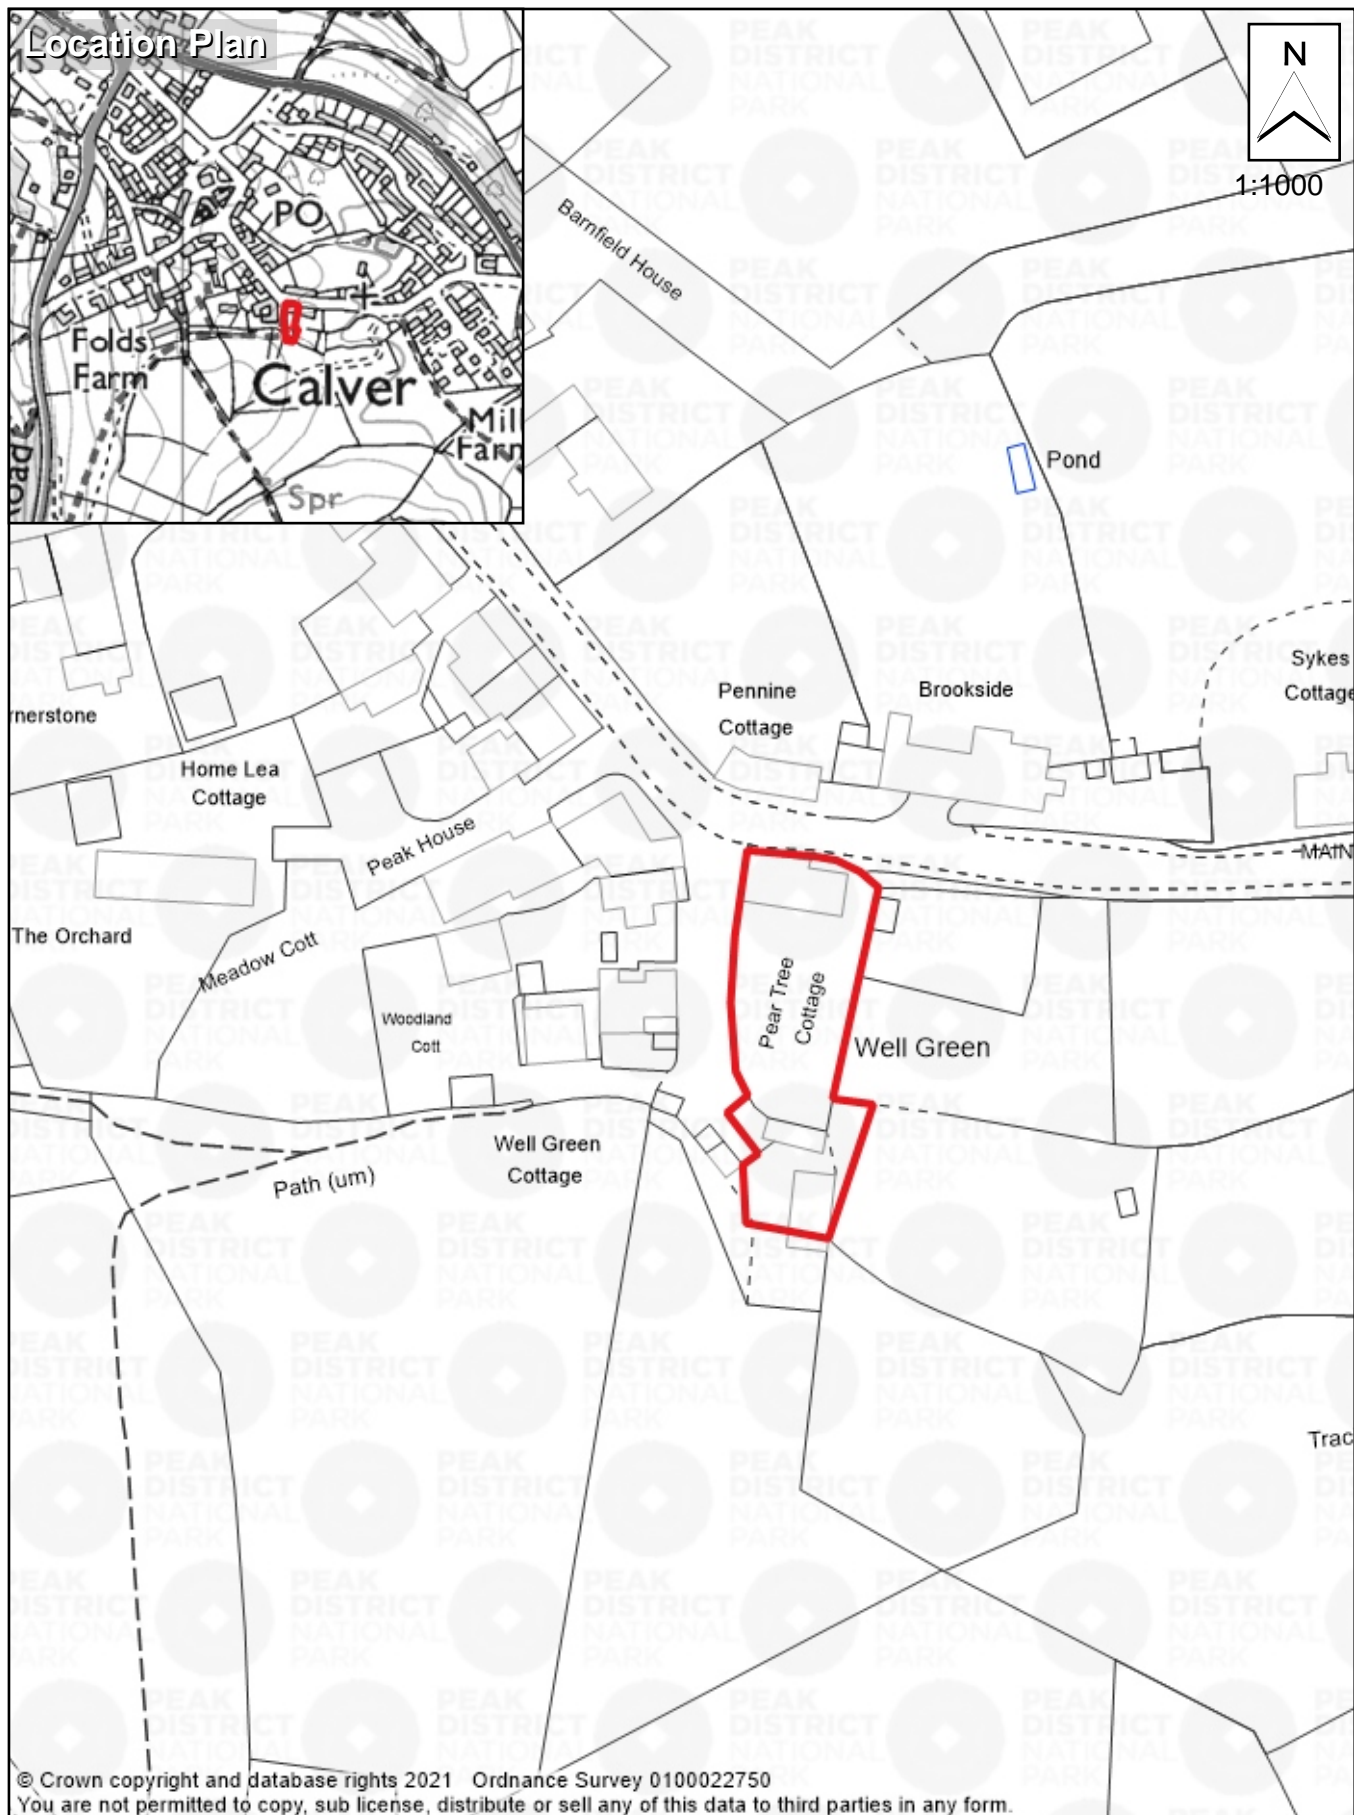 Location Plan
PO
Folds
Farm
Calver
Mill
Farm
Spr
N
1:1000
Barnfield House
Pond
Sykes
Cottage
Pennine
Cottage
Brookside
rnerstone
Home Lea
Cottage
Peak House
MAIN
The Orchard
Meadow Cott
Pear Tree
Cottage
Woodland
Cott
Well Green
Well Green
Cottage
Path (um)
Trac
PEAK
DISTRICT
NATIONAL
PARK
© Crown copyright and database rights 2021 Ordnance Survey 0100022750
You are not permitted to copy, sub license, distribute or sell any of this data to third parties in any form.